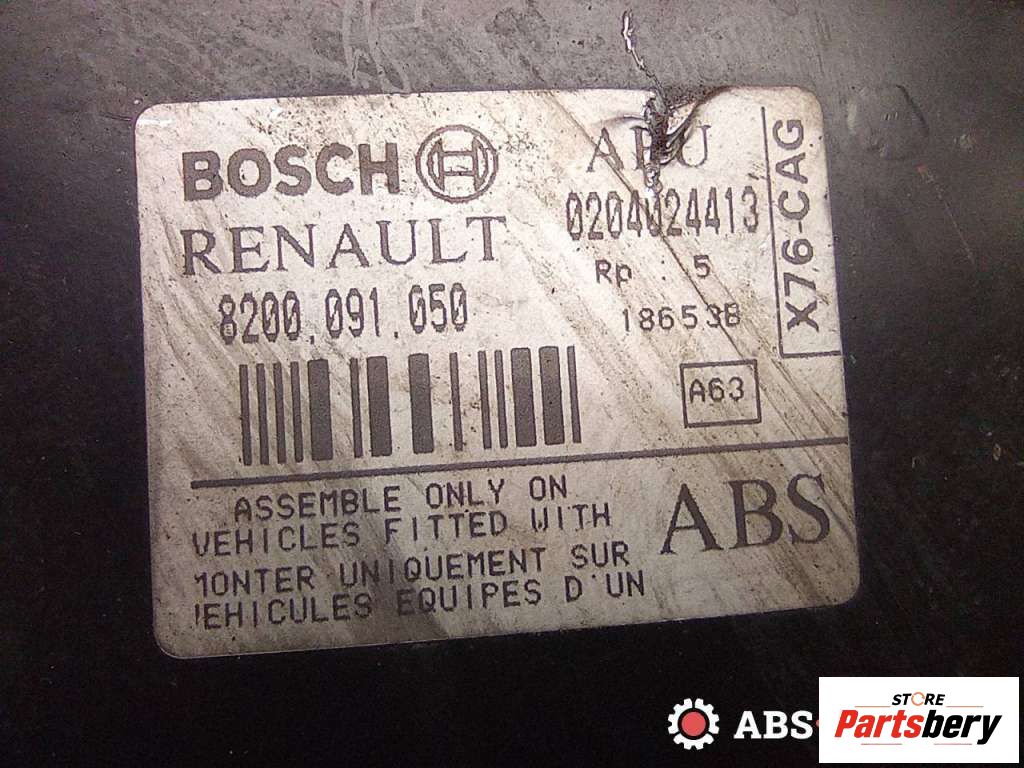 BOSCH
RENAULT
8200.091.050
0204024413
Rp : 5
18653B
A63
X76-CAG
ASSEMBLE ONLY ON
VEHICLES FITTED WITH
MONTER UNIQUEMENT SUR
VEHICULES EQUIPES D'UN
ABS
ABS
STORE
Partsbery